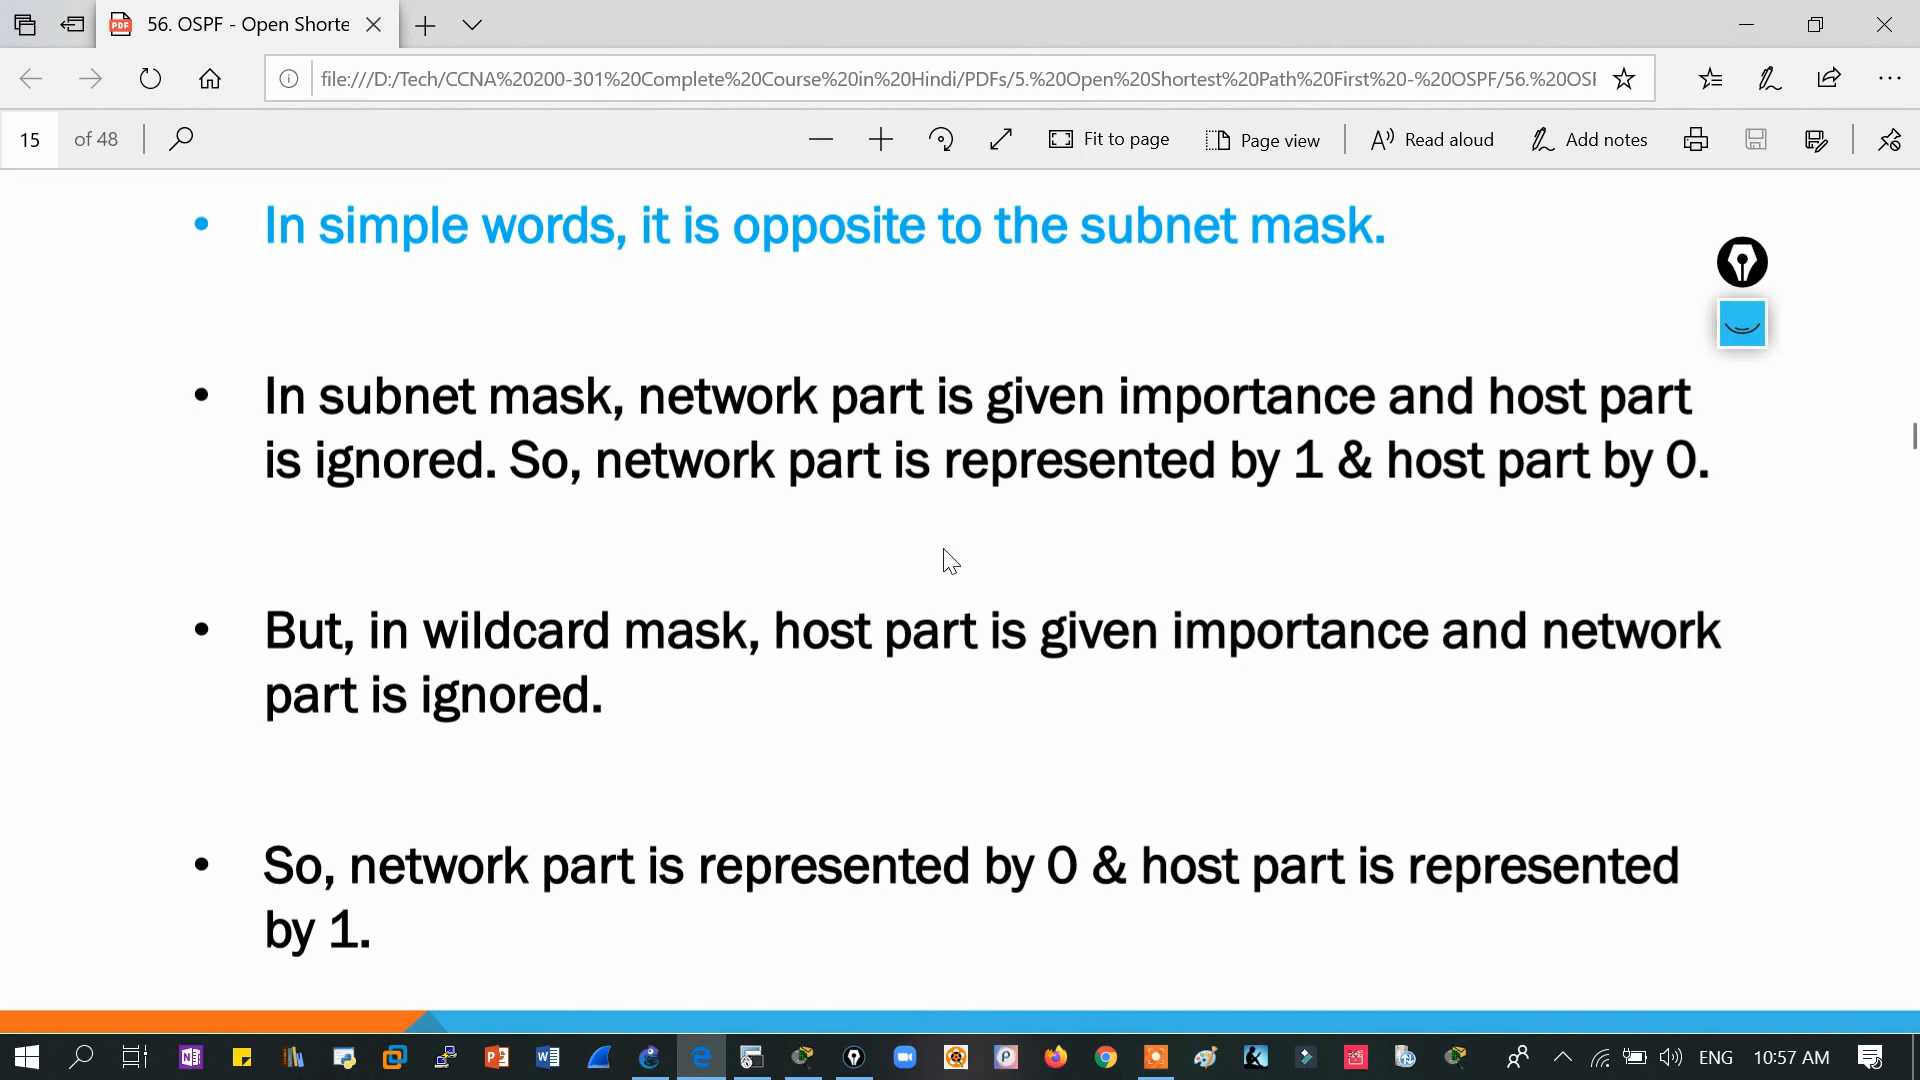 56. OSPF - Open Shorte
file:///D:/Tech/CCNA%20200-301%20Complete%20Course%20in%20Hindi/PDFs/5.%20Open%20Shortest%20Path%20First%20-%20OSPF/56.%20OSI
15 of 48
Fit to page
Page view
Read aloud
Add notes
• In simple words, it is opposite to the subnet mask.
• In subnet mask, network part is given importance and host part
is ignored. So, network part is represented by 1 & host part by 0.
• But, in wildcard mask, host part is given importance and network
part is ignored.
• So, network part is represented by 0 & host part is represented
by 1.
ENG
10:57 AM